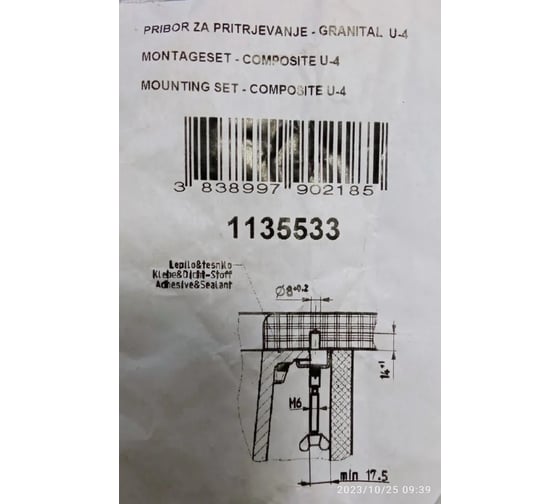 PRIBOR ZA PRITRJEVANJE - GRANITAL U-4
MONTAGESET - COMPOSITE U-4
MOUNTING SET - COMPOSITE U-4
3 838997 902185
1135533
Lepilo&tesnilo
Klebe&Dicht-Stoff
Adhesive&Sealant
Ø8+0.2
14+1
M6
min 17.5
2023/10/25 09:39